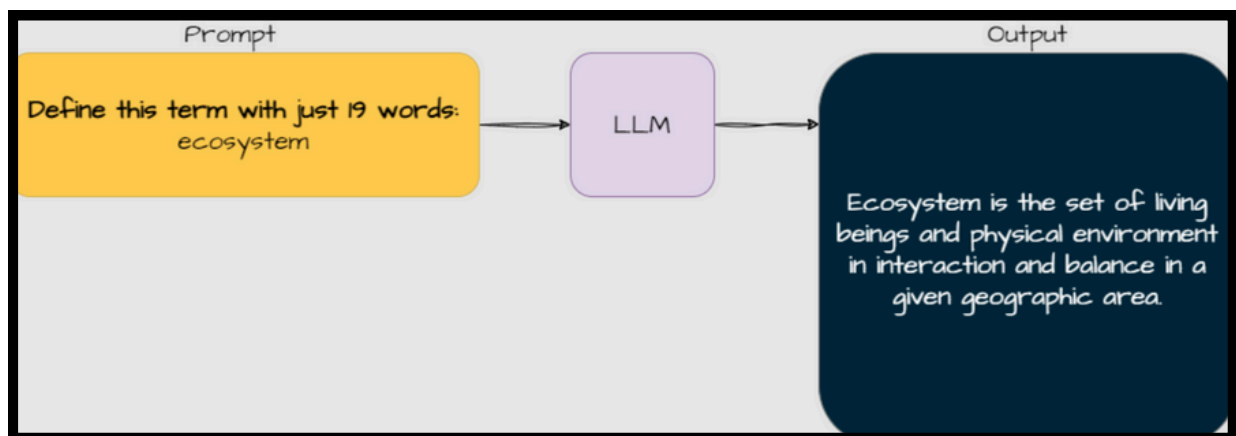 Prompt
Define this term with just 19 words:
ecosystem
LLM
Output
Ecosystem is the set of living
beings and physical environment
in interaction and balance in a
given geographic area.